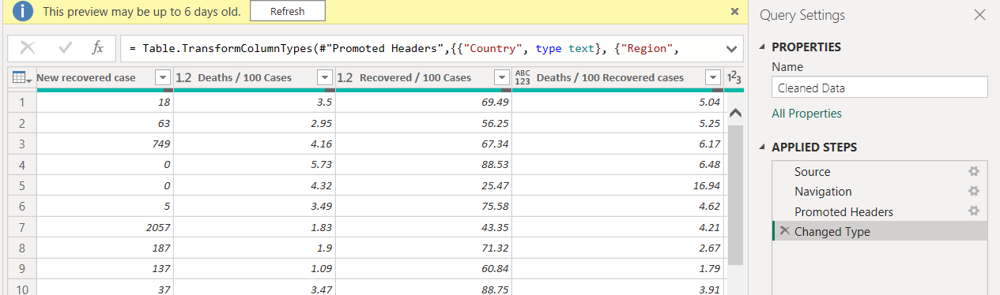 This preview may be up to 6 days old. Refresh
= Table.TransformColumnTypes(#"Promoted Headers",{{"Country", type text}, {"Region",
New recovered case 1.2 Deaths / 100 Cases 1.2 Recovered / 100 Cases ABC 123 Deaths / 100 Recovered cases 123
1 18 3.5 69.49 5.04
2 63 2.95 56.25 5.25
3 749 4.16 67.34 6.17
4 0 5.73 88.53 6.48
5 0 4.32 25.47 16.94
6 5 3.49 75.58 4.62
7 2057 1.83 43.35 4.21
8 187 1.9 71.32 2.67
9 137 1.09 60.84 1.79
10 37 3.47 88.75 3.91
Query Settings
PROPERTIES
Name
Cleaned Data
All Properties
APPLIED STEPS
Source
Navigation
Promoted Headers
Changed Type